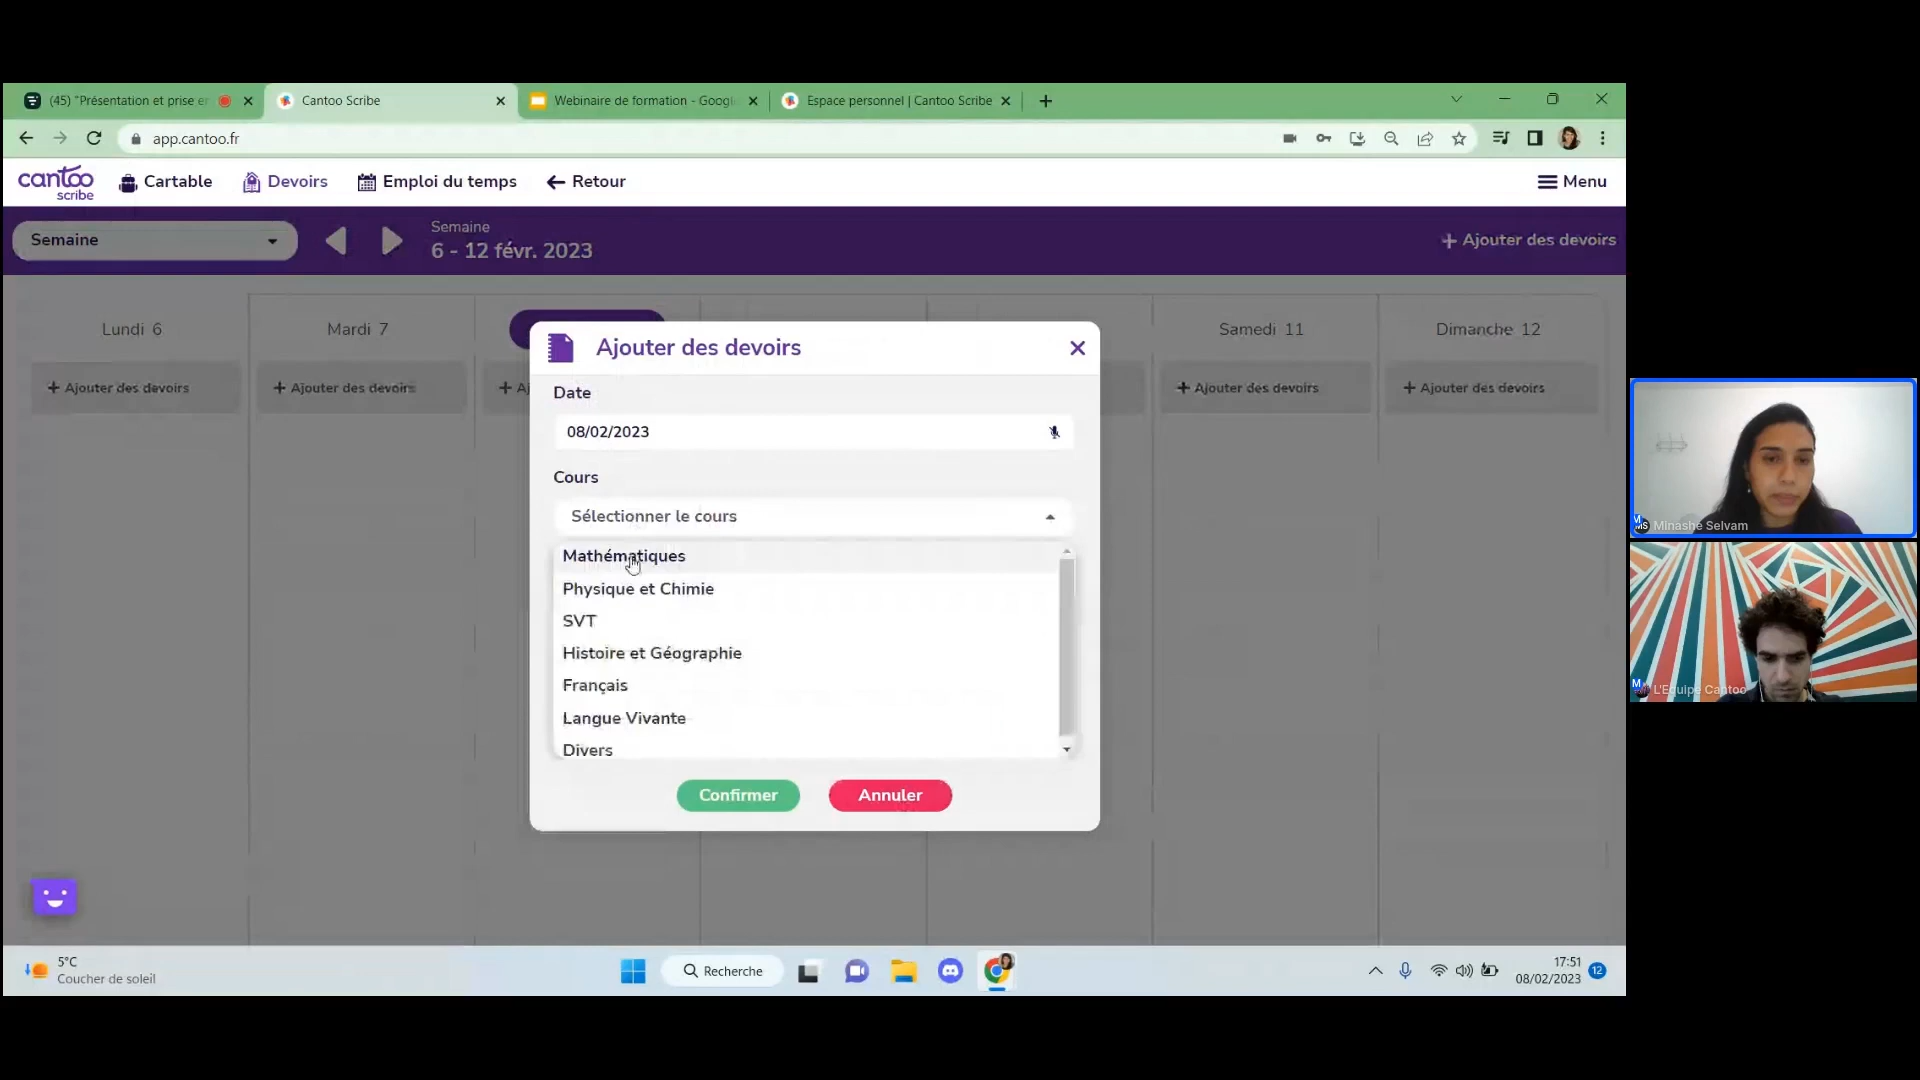 (45) "Présentation et prise er
Cantoo Scribe
Webinaire de formation - Googl
Espace personnel | Cantoo Scribe
app.cantoo.fr
cantoo
scribe
Cartable
Devoirs
Emploi du temps
Retour
Menu
Semaine
Semaine
6 - 12 févr. 2023
+ Ajouter des devoirs
Lundi 6
Mardi 7
Samedi 11
Dimanche 12
+ Ajouter des devoirs
+ Ajouter des devoirs
+ Aj
+ Ajouter des devoirs
+ Ajouter des devoirs
Ajouter des devoirs
Date
08/02/2023
Cours
Sélectionner le cours
Mathématiques
Physique et Chimie
SVT
Histoire et Géographie
Français
Langue Vivante
Divers
Confirmer
Annuler
MS Minashe Selvam
L'Equipe Cantoo
5°C
Coucher de soleil
Recherche
17:51
08/02/2023
12